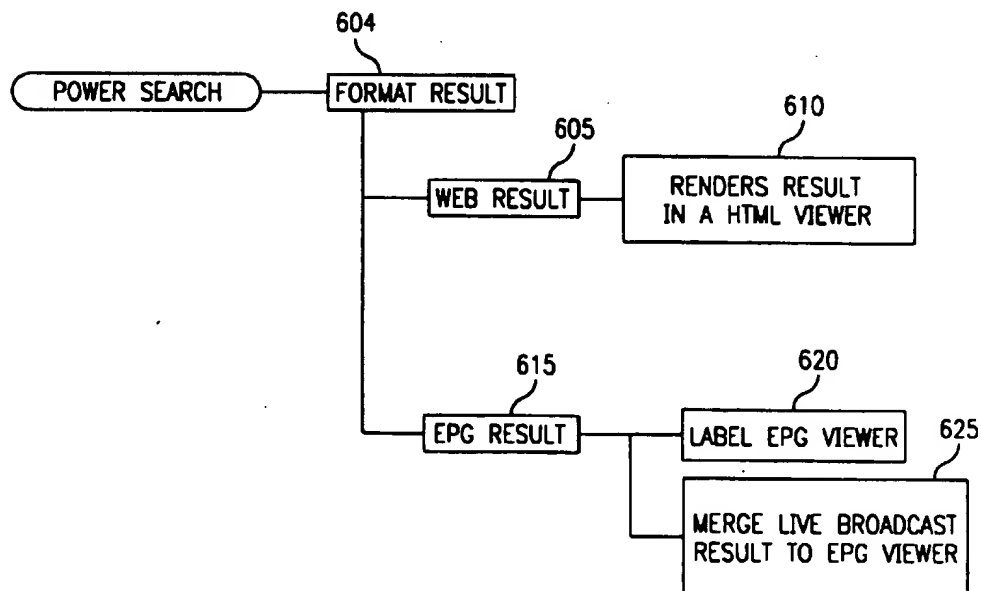 604
POWER SEARCH
FORMAT RESULT
610
605
WEB RESULT
RENDERS RESULT
IN A HTML VIEWER
615
620
EPG RESULT
LABEL EPG VIEWER
625
MERGE LIVE BROADCAST
RESULT TO EPG VIEWER